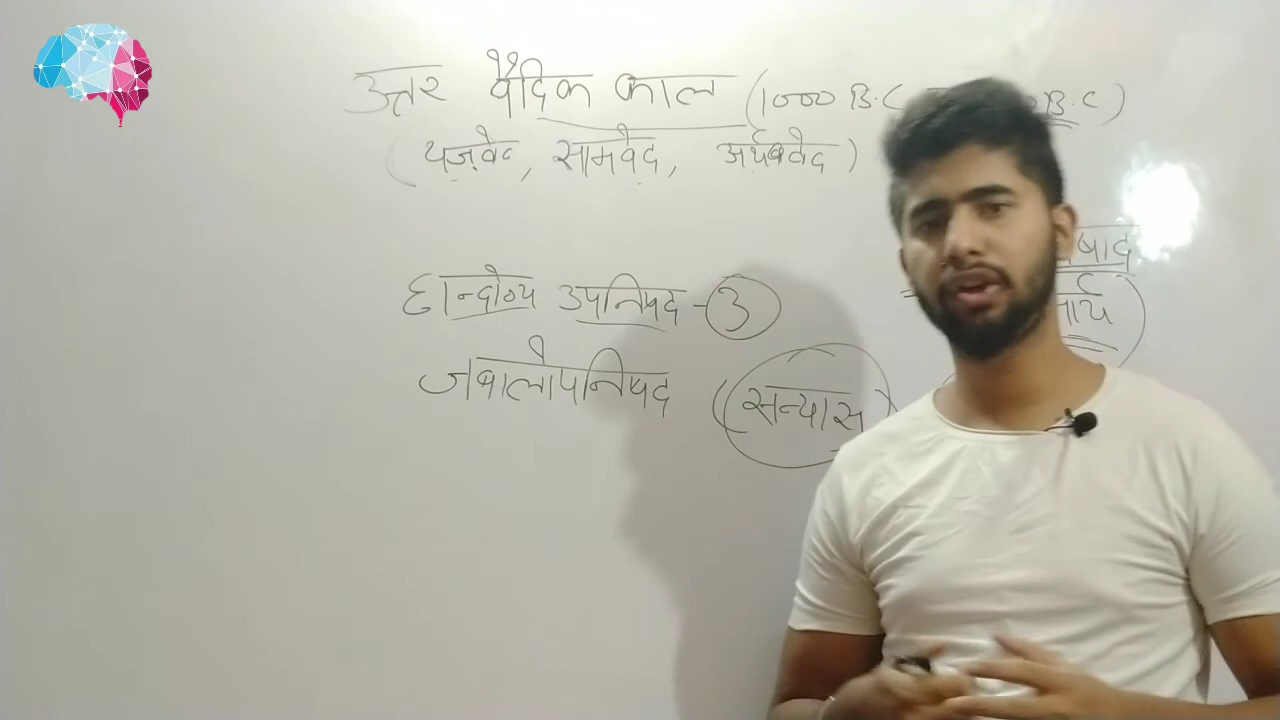 उत्तर वैदिक काल (1000 B.C B.C)
(यजुर्वेद, सामवेद, अर्थववेद)
छान्दोग्य उपनिषद - 3
जबालोपनिषद (सन्यास)